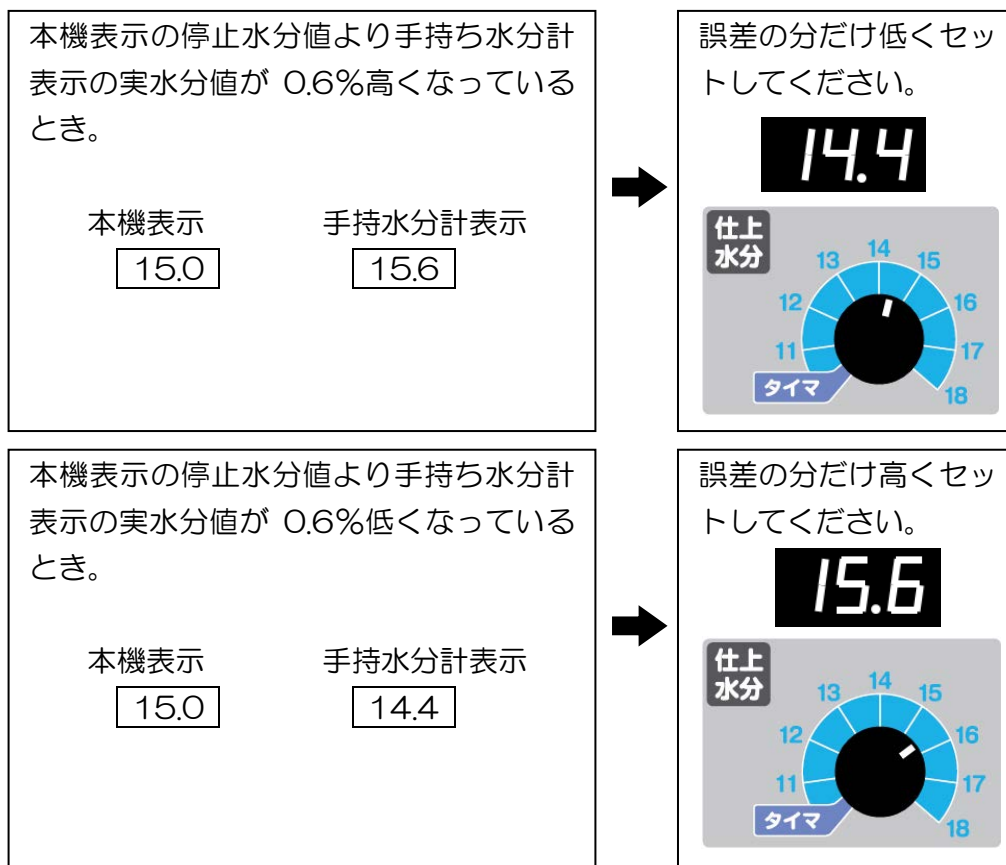 本機表示の停止水分値より手持ち水分計
表示の実水分値が 0.6%高くなっている
とき。
本機表示 手持水分計表示
15.0 15.6
誤差の分だけ低くセッ
トしてください。
14.4
仕上
水分
11 12 13 14 15 16 17 18
タイマ
本機表示の停止水分値より手持ち水分計
表示の実水分値が 0.6%低くなっている
とき。
本機表示 手持水分計表示
15.0 14.4
誤差の分だけ高くセッ
トしてください。
15.6
仕上
水分
11 12 13 14 15 16 17 18
タイマ